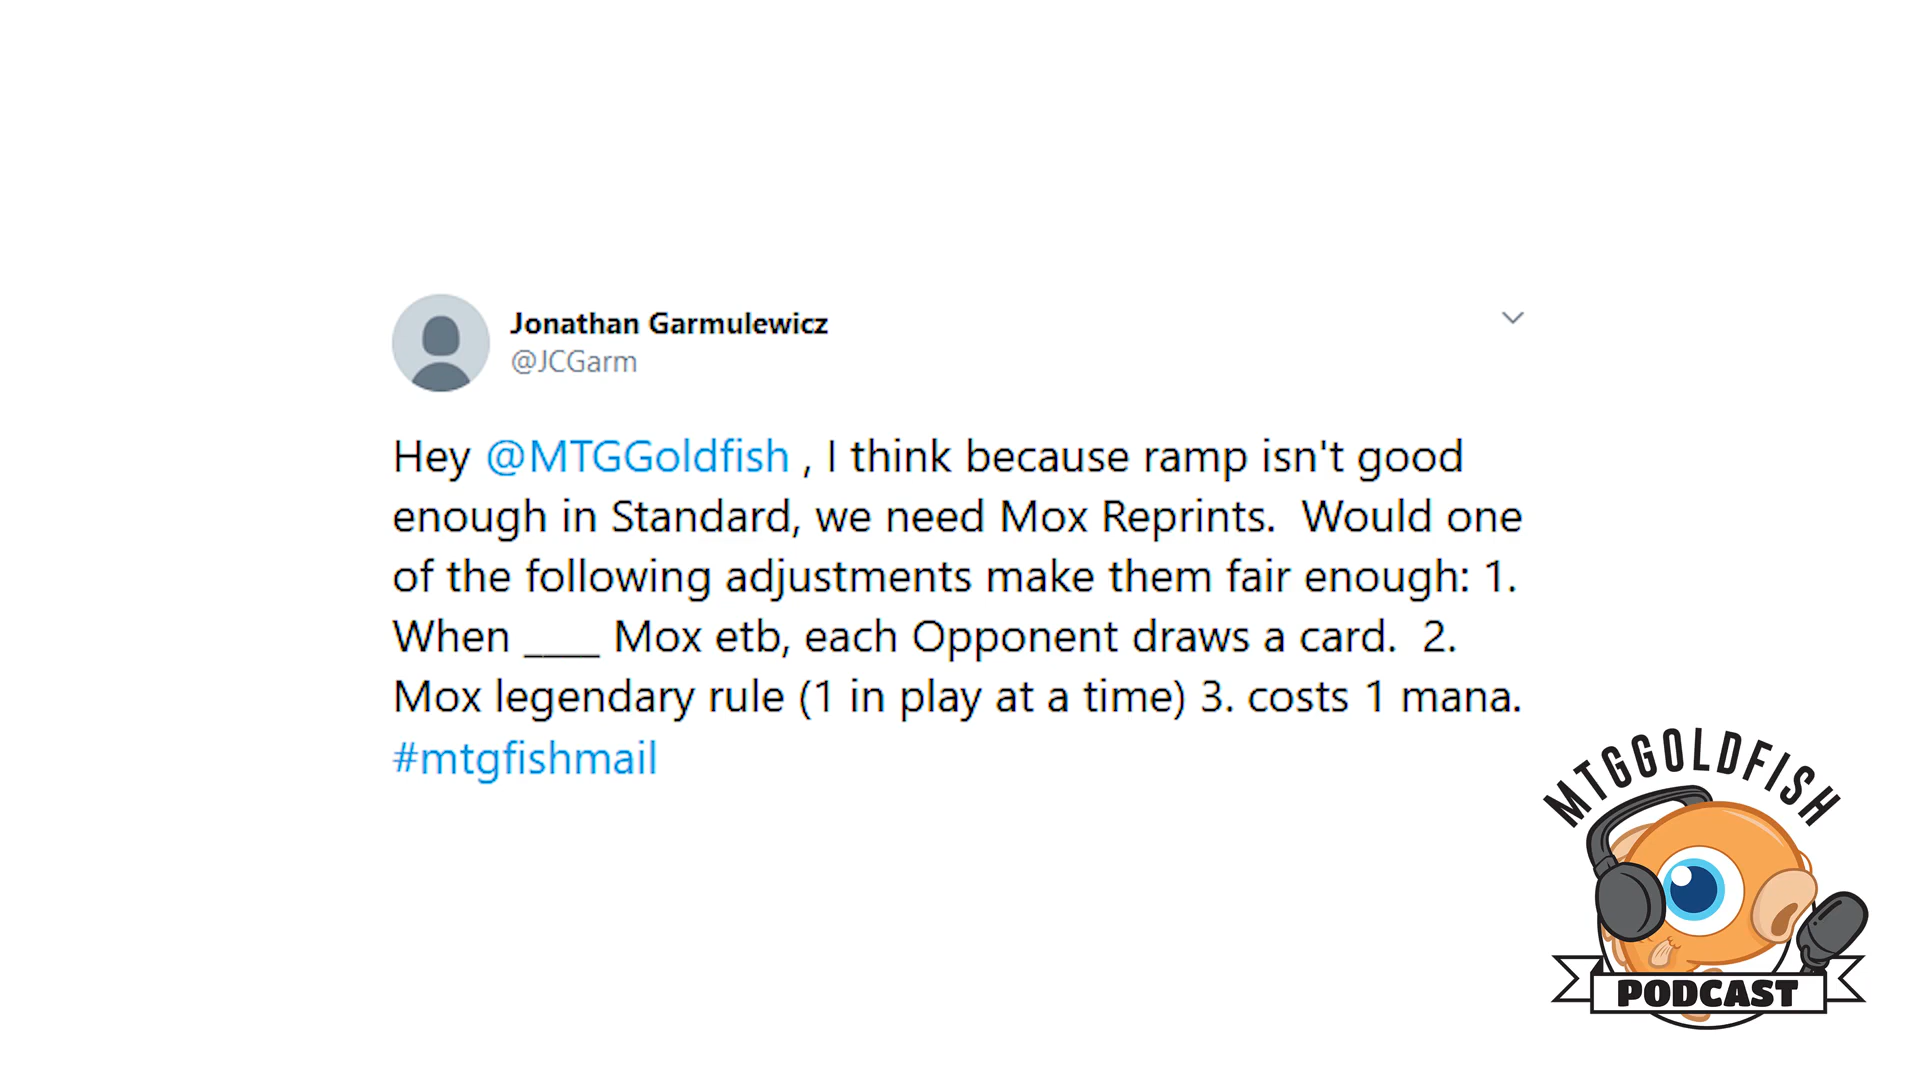 Jonathan Garmulewicz
@JCGarm
Hey @MTGGoldfish , I think because ramp isn't good
enough in Standard, we need Mox Reprints.  Would one
of the following adjustments make them fair enough: 1.
When ____ Mox etb, each Opponent draws a card.  2.
Mox legendary rule (1 in play at a time) 3. costs 1 mana.
#mtgfishmail
MTGGOLDFISH
PODCAST